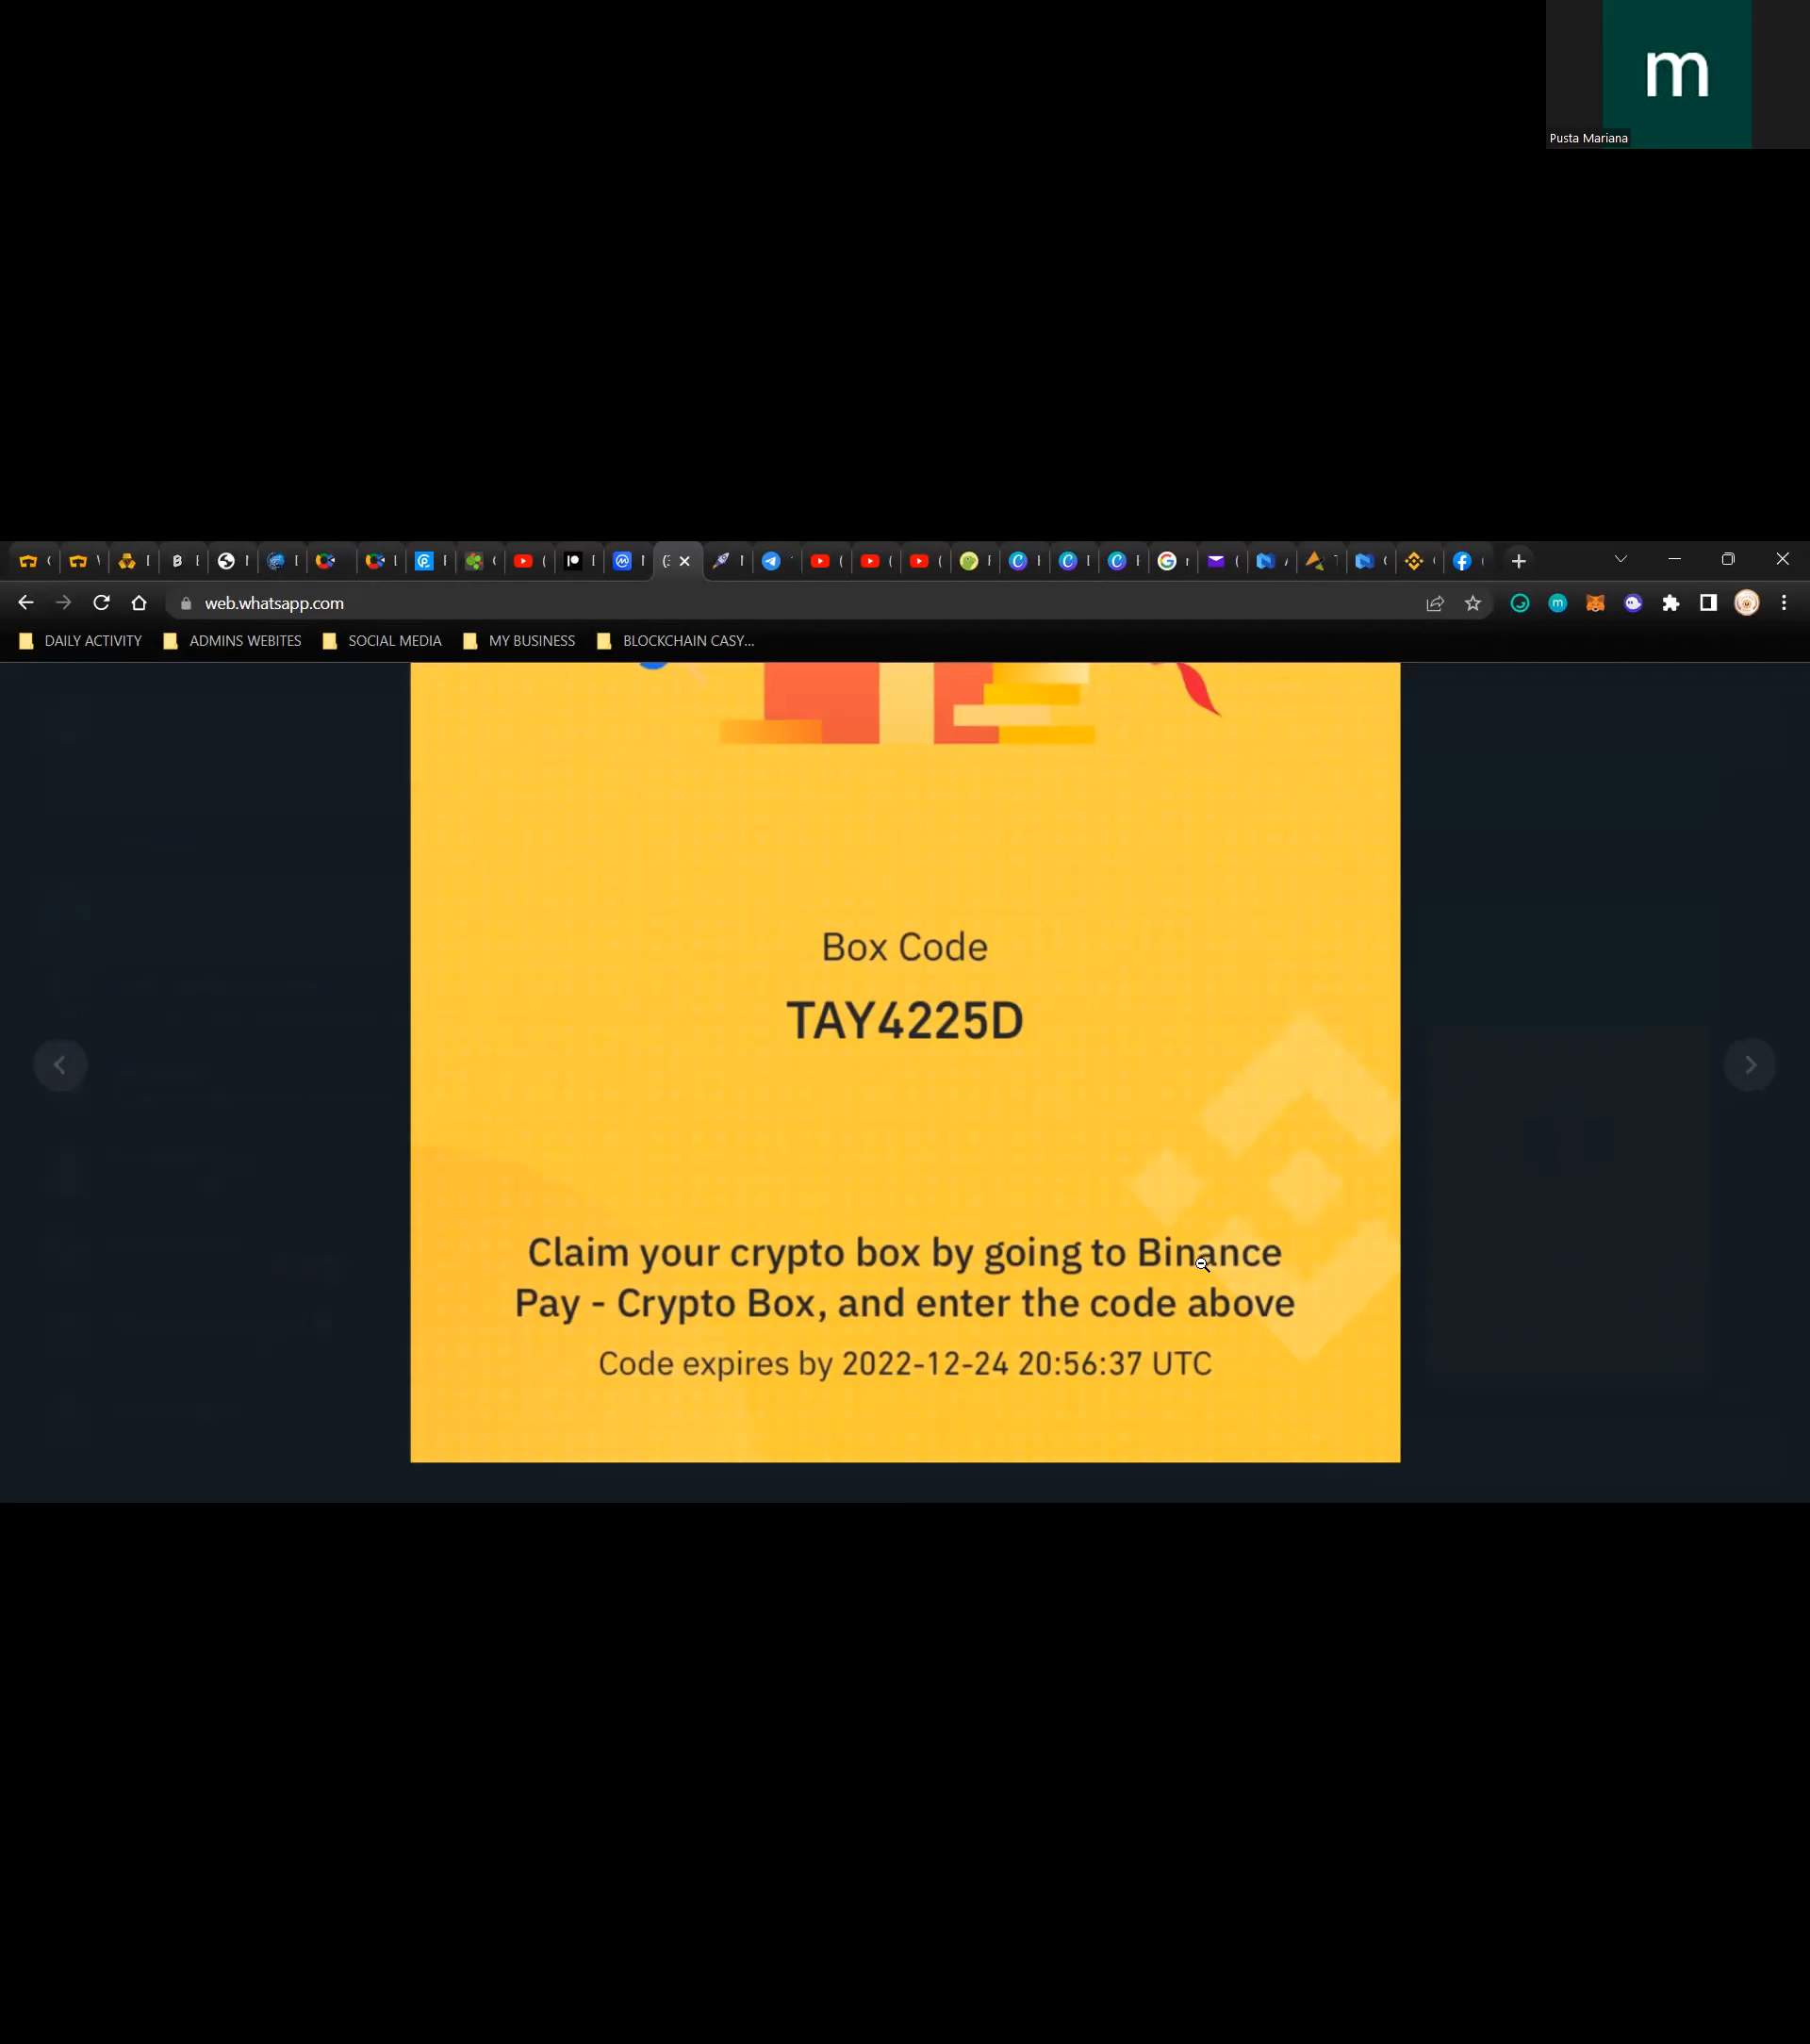 m
Pusta Mariana
web.whatsapp.com
DAILY ACTIVITY
ADMINS WEBITES
SOCIAL MEDIA
MY BUSINESS
BLOCKCHAIN CASY...
Box Code
TAY4225D
Claim your crypto box by going to Binance
Pay - Crypto Box, and enter the code above
Code expires by 2022-12-24 20:56:37 UTC